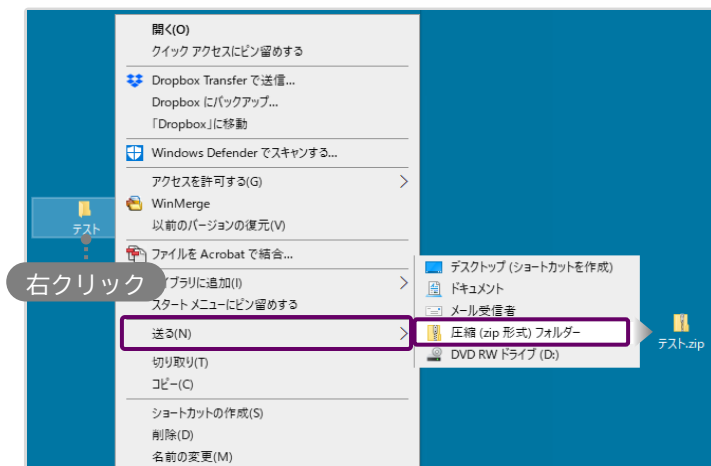 開く(O)
クイック アクセスにピン留めする
Dropbox Transfer で送信...
Dropbox にバックアップ...
「Dropbox」に移動
Windows Defender でスキャンする...
アクセスを許可する(G)
WinMerge
以前のバージョンの復元(V)
ファイルを Acrobat で結合...
イブラリに追加(I)
スタート メニューにピン留めする
送る(N)
切り取り(T)
コピー(C)
ショートカットの作成(S)
削除(D)
名前の変更(M)
テスト
右クリック
デスクトップ (ショートカットを作成)
ドキュメント
メール受信者
圧縮 (zip 形式) フォルダー
DVD RW ドライブ (D:)
テスト.zip